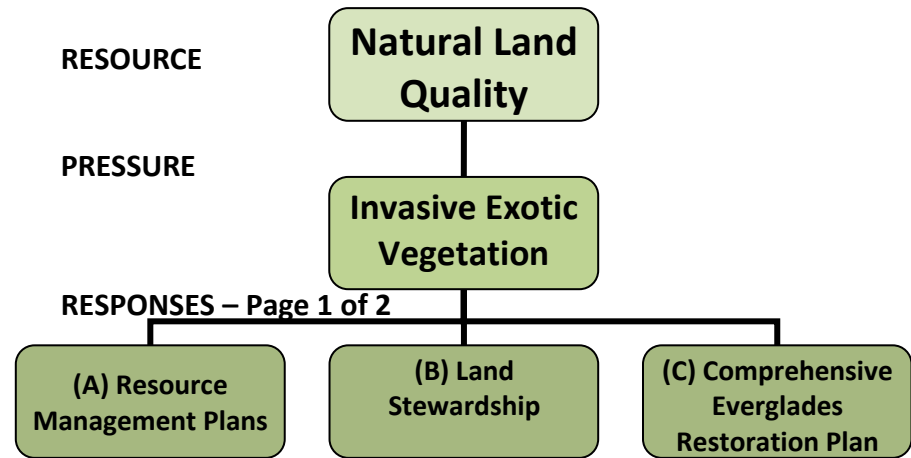 RESOURCE
Natural Land
Quality
PRESSURE
Invasive Exotic
Vegetation
RESPONSES – Page 1 of 2
(A) Resource
Management Plans
(B) Land
Stewardship
(C) Comprehensive
Everglades
Restoration Plan